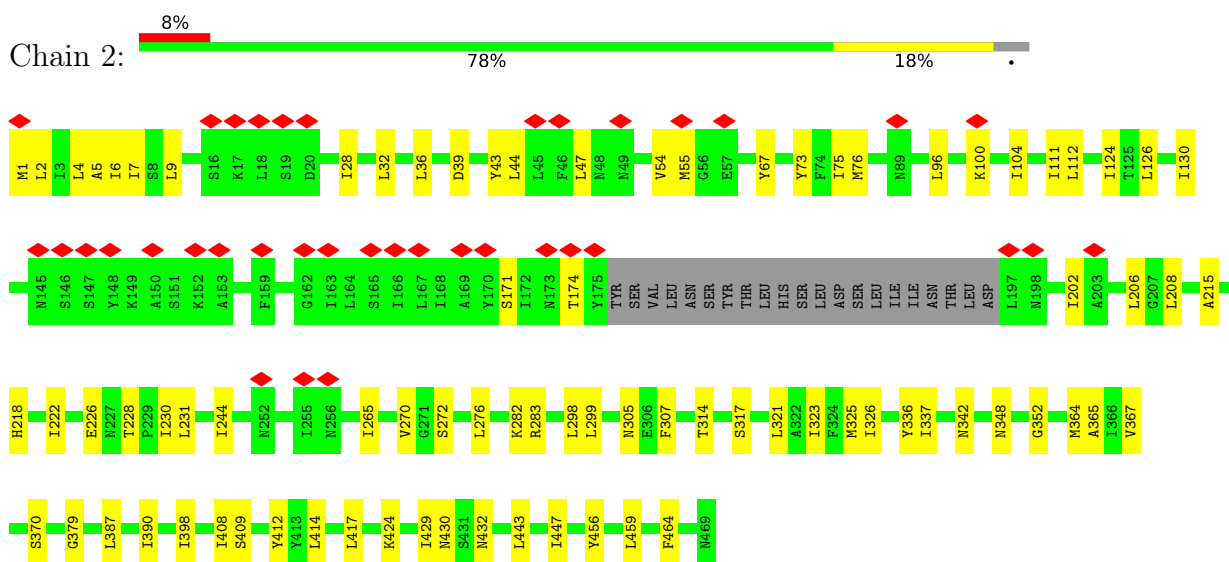 8%
Chain 2:
78% 18% •
M1 L2 I3 L4 A5 I6 I7 S8 L9 S16 K17 L18 S19 D20 I28 L32 L36 D39 Y43 L44 L45 F46 L47 N48 N49 V54 M55 G56 E57 Y67 Y73 F74 I75 M76 N89 L96 K100 I104 I111 L112 I124 T125 L126 I130
N145 S146 S147 Y148 K149 A150 S151 K152 A153 F159 G162 I163 L164 S165 I166 L167 I168 A169 Y170 S171 I172 N173 T174 Y175 TYR SER VAL LEU ASN SER TYR THR LEU HIS SER LEU ASP SER LEU ILE ILE ASN THR LEU ASP L197 N198 I202 A203 L206 G207 L208 A215
H218 I222 E226 N227 T228 P229 I230 L231 I244 N252 I255 N256 I265 V270 G271 S272 L276 K282 R283 L298 L299 N305 E306 F307 T314 S317 L321 A322 I323 F324 M325 I326 Y336 I337 N342 N348 G352 M364 A365 I366 V367
S370 G379 L387 I390 I398 I408 S409 Y412 Y413 L414 L417 K424 I429 N430 S431 N432 L443 I447 Y456 L459 F464 N469